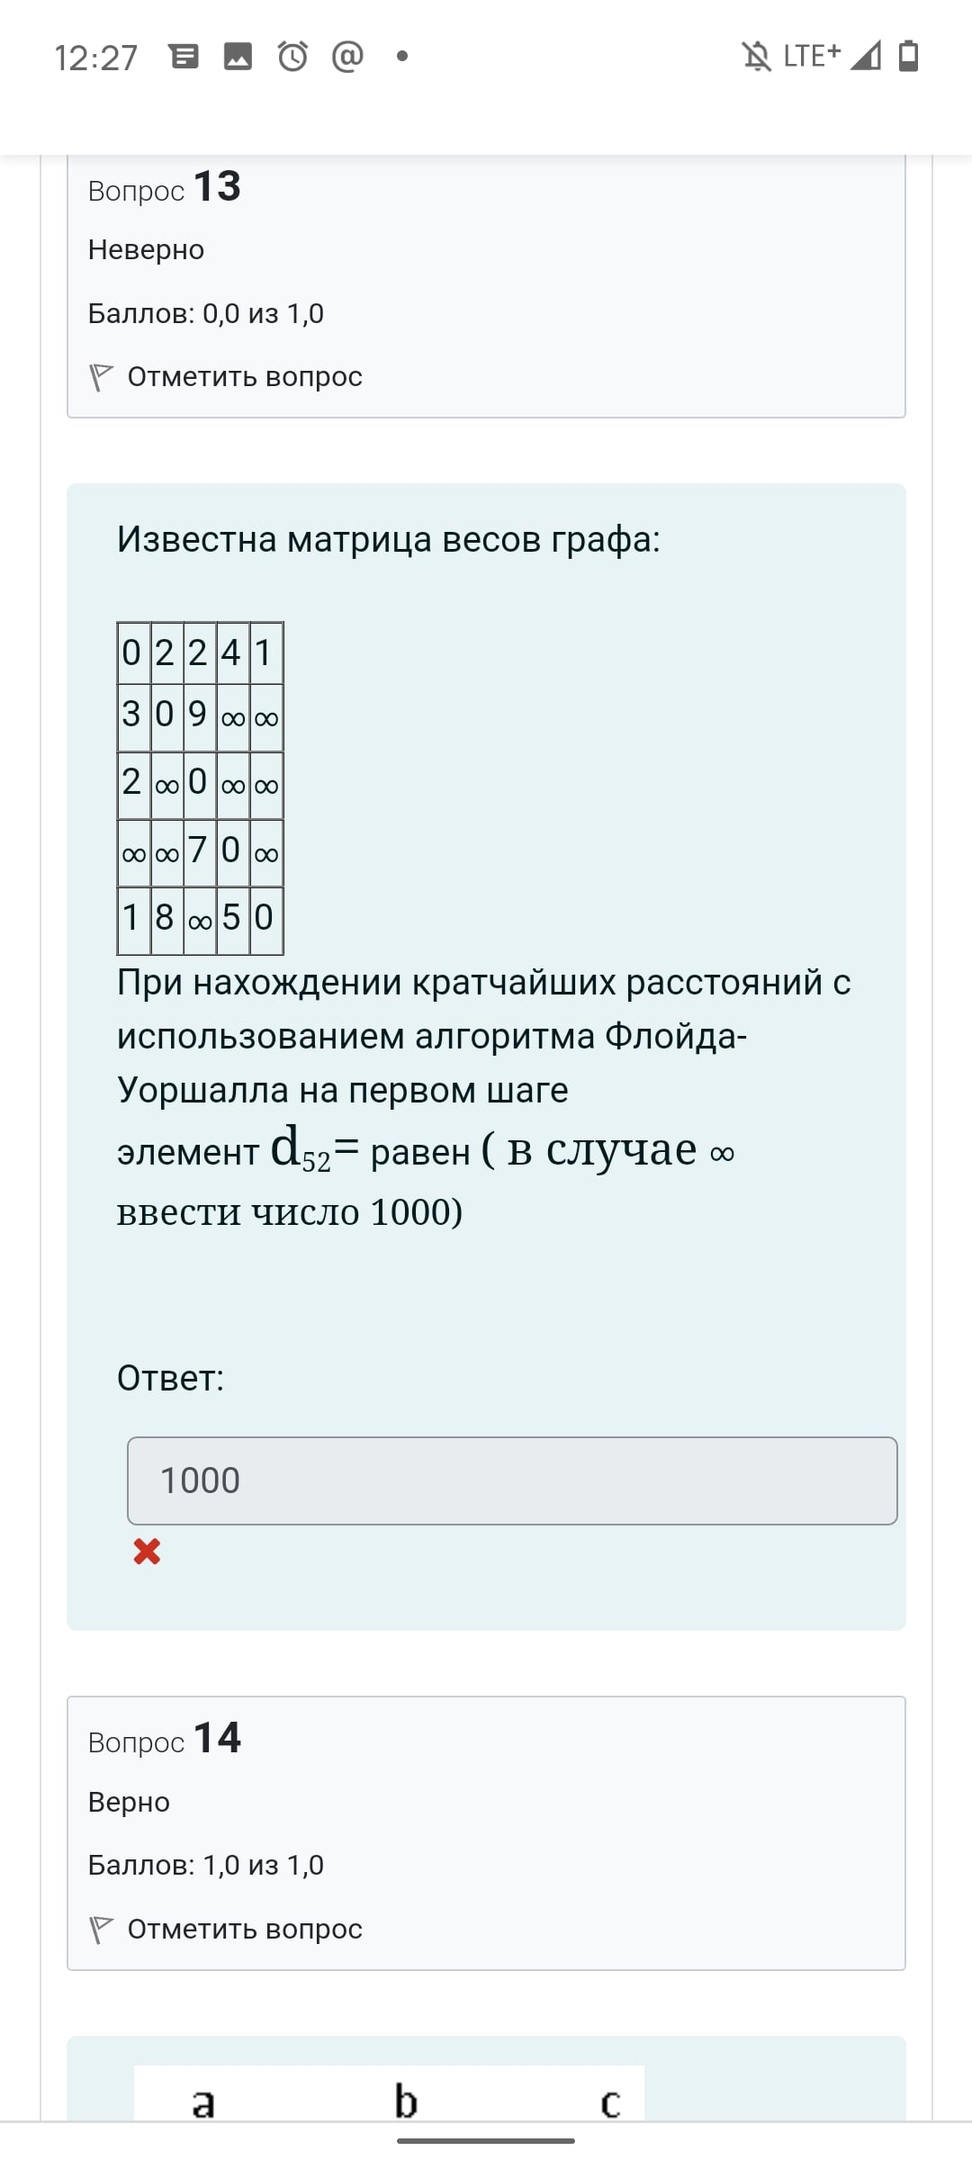 12:27 @ LTE+
Вопрос 13
Неверно
Баллов: 0,0 из 1,0
Отметить вопрос
Известна матрица весов графа:
0 2 2 4 1
3 0 9 ∞ ∞
2 ∞ 0 ∞ ∞
∞ ∞ 7 0 ∞
1 8 ∞ 5 0
При нахождении кратчайших расстояний с
использованием алгоритма Флойда-
Уоршалла на первом шаге
элемент d₅₂= равен ( в случае ∞
ввести число 1000)
Ответ:
1000
Вопрос 14
Верно
Баллов: 1,0 из 1,0
Отметить вопрос
a b c